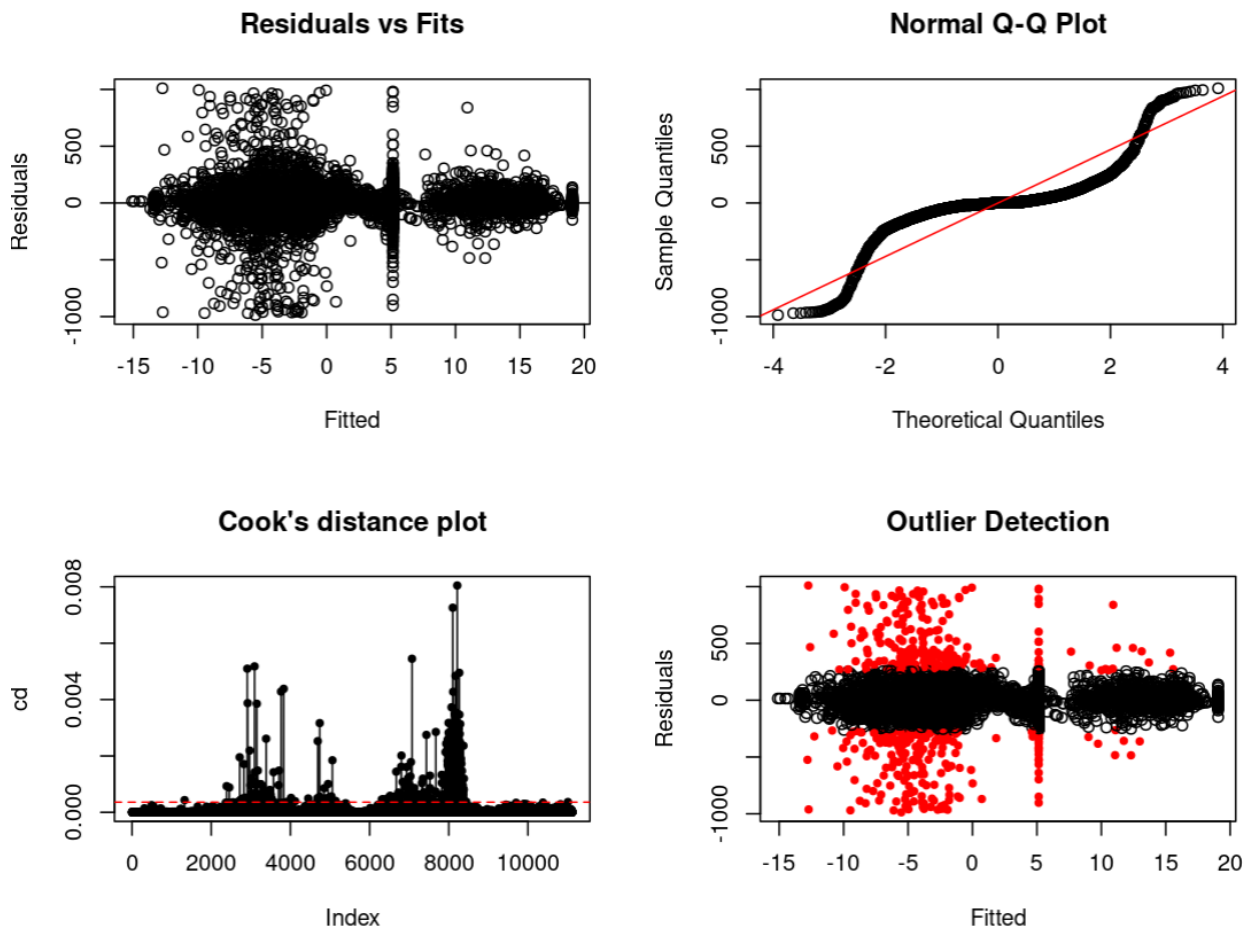 Residuals vs Fits
Residuals
500
0
-1000
-15 -10 -5 0 5 10 15 20
Fitted
Normal Q-Q Plot
Sample Quantiles
500
0
-1000
-4 -2 0 2 4
Theoretical Quantiles
Cook's distance plot
cd
0.008
0.004
0.000
0 2000 4000 6000 8000 10000
Index
Outlier Detection
Residuals
500
0
-1000
-15 -10 -5 0 5 10 15 20
Fitted